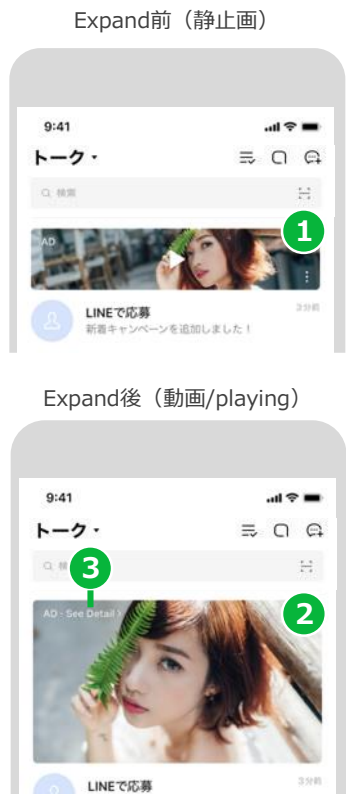 Expand前（静止画）
9:41
トーク
検索
1
AD
LINEで応募
3分前
新着キャンペーンを追加しました！
Expand後（動画/playing）
9:41
トーク
検
3
2
AD・See Detail
LINEで応募
3分前